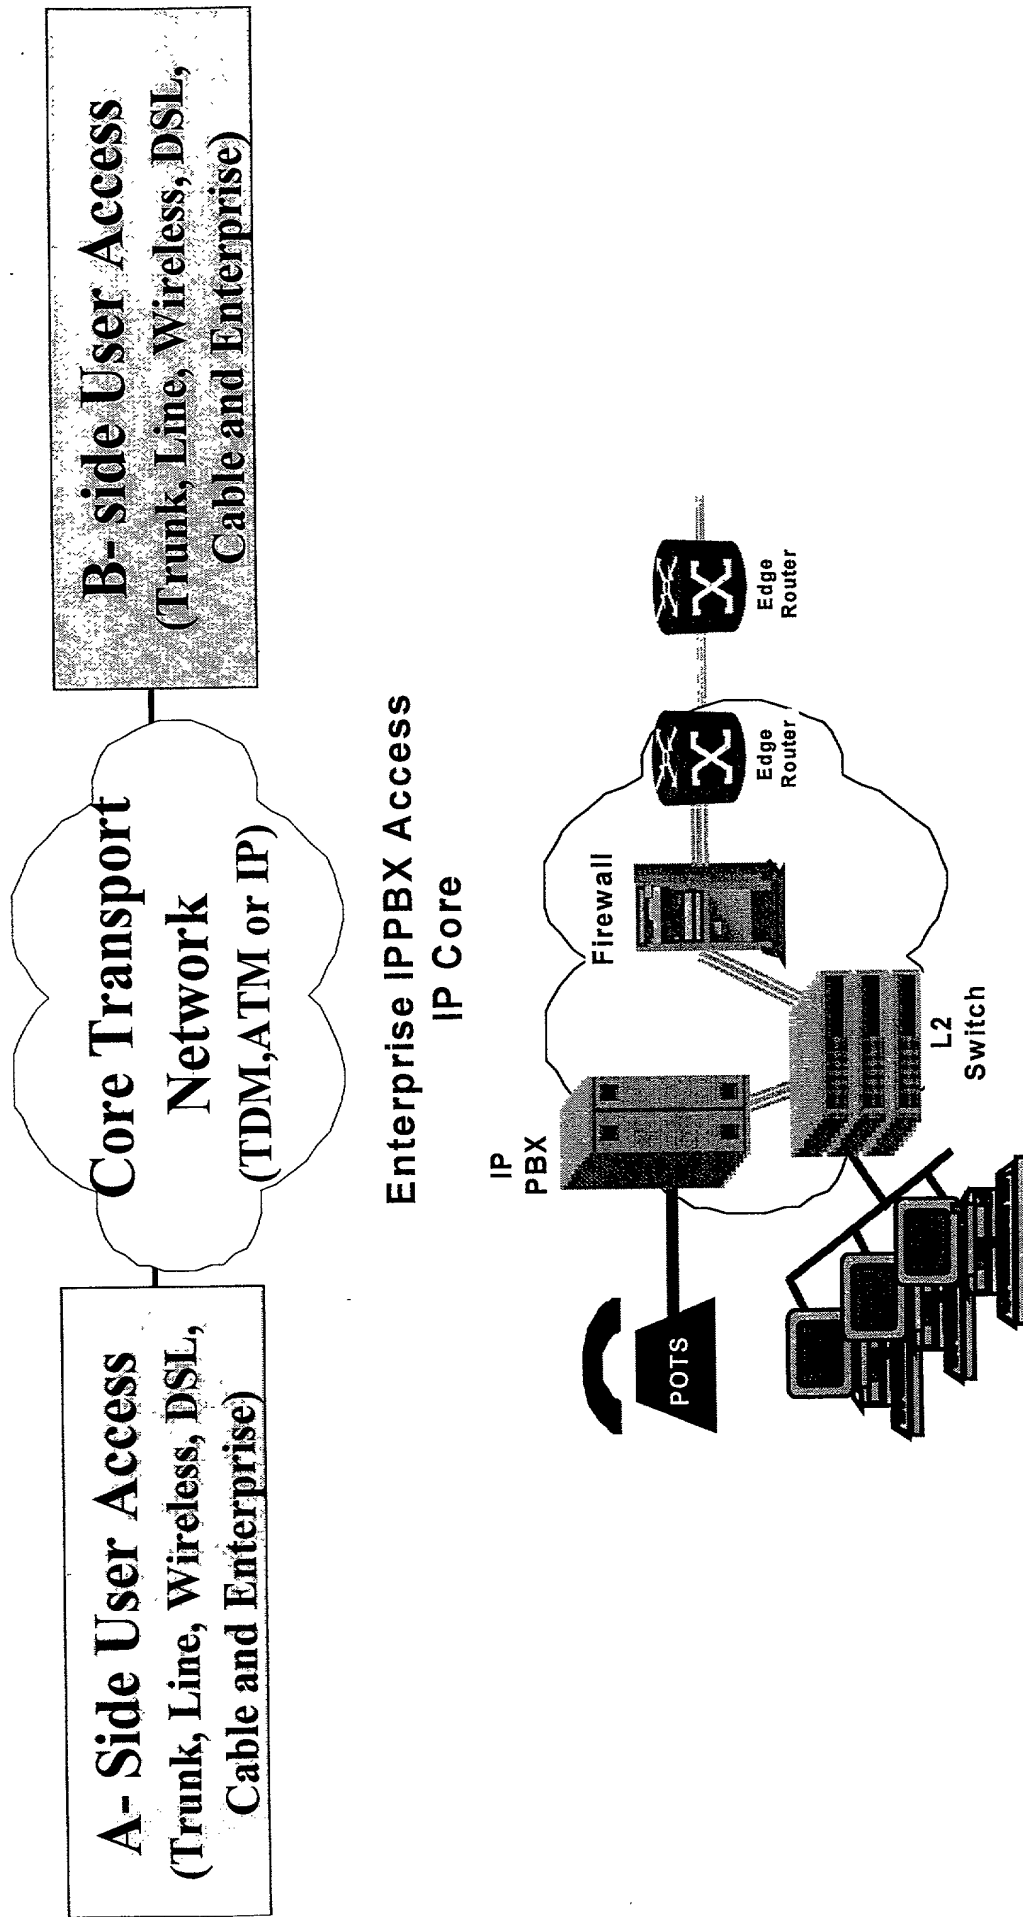 A- Side User Access
(Trunk, Line, Wireless, DSL,
Cable and Enterprise)
Core Transport
Network
(TDM,ATM or IP)
B- side User Access
(Trunk, Line, Wireless, DSL,
Cable and Enterprise)
Enterprise IPPBX Access
IP Core
POTS
IP
PBX
L2
Switch
Firewall
Edge
Router
Edge
Router